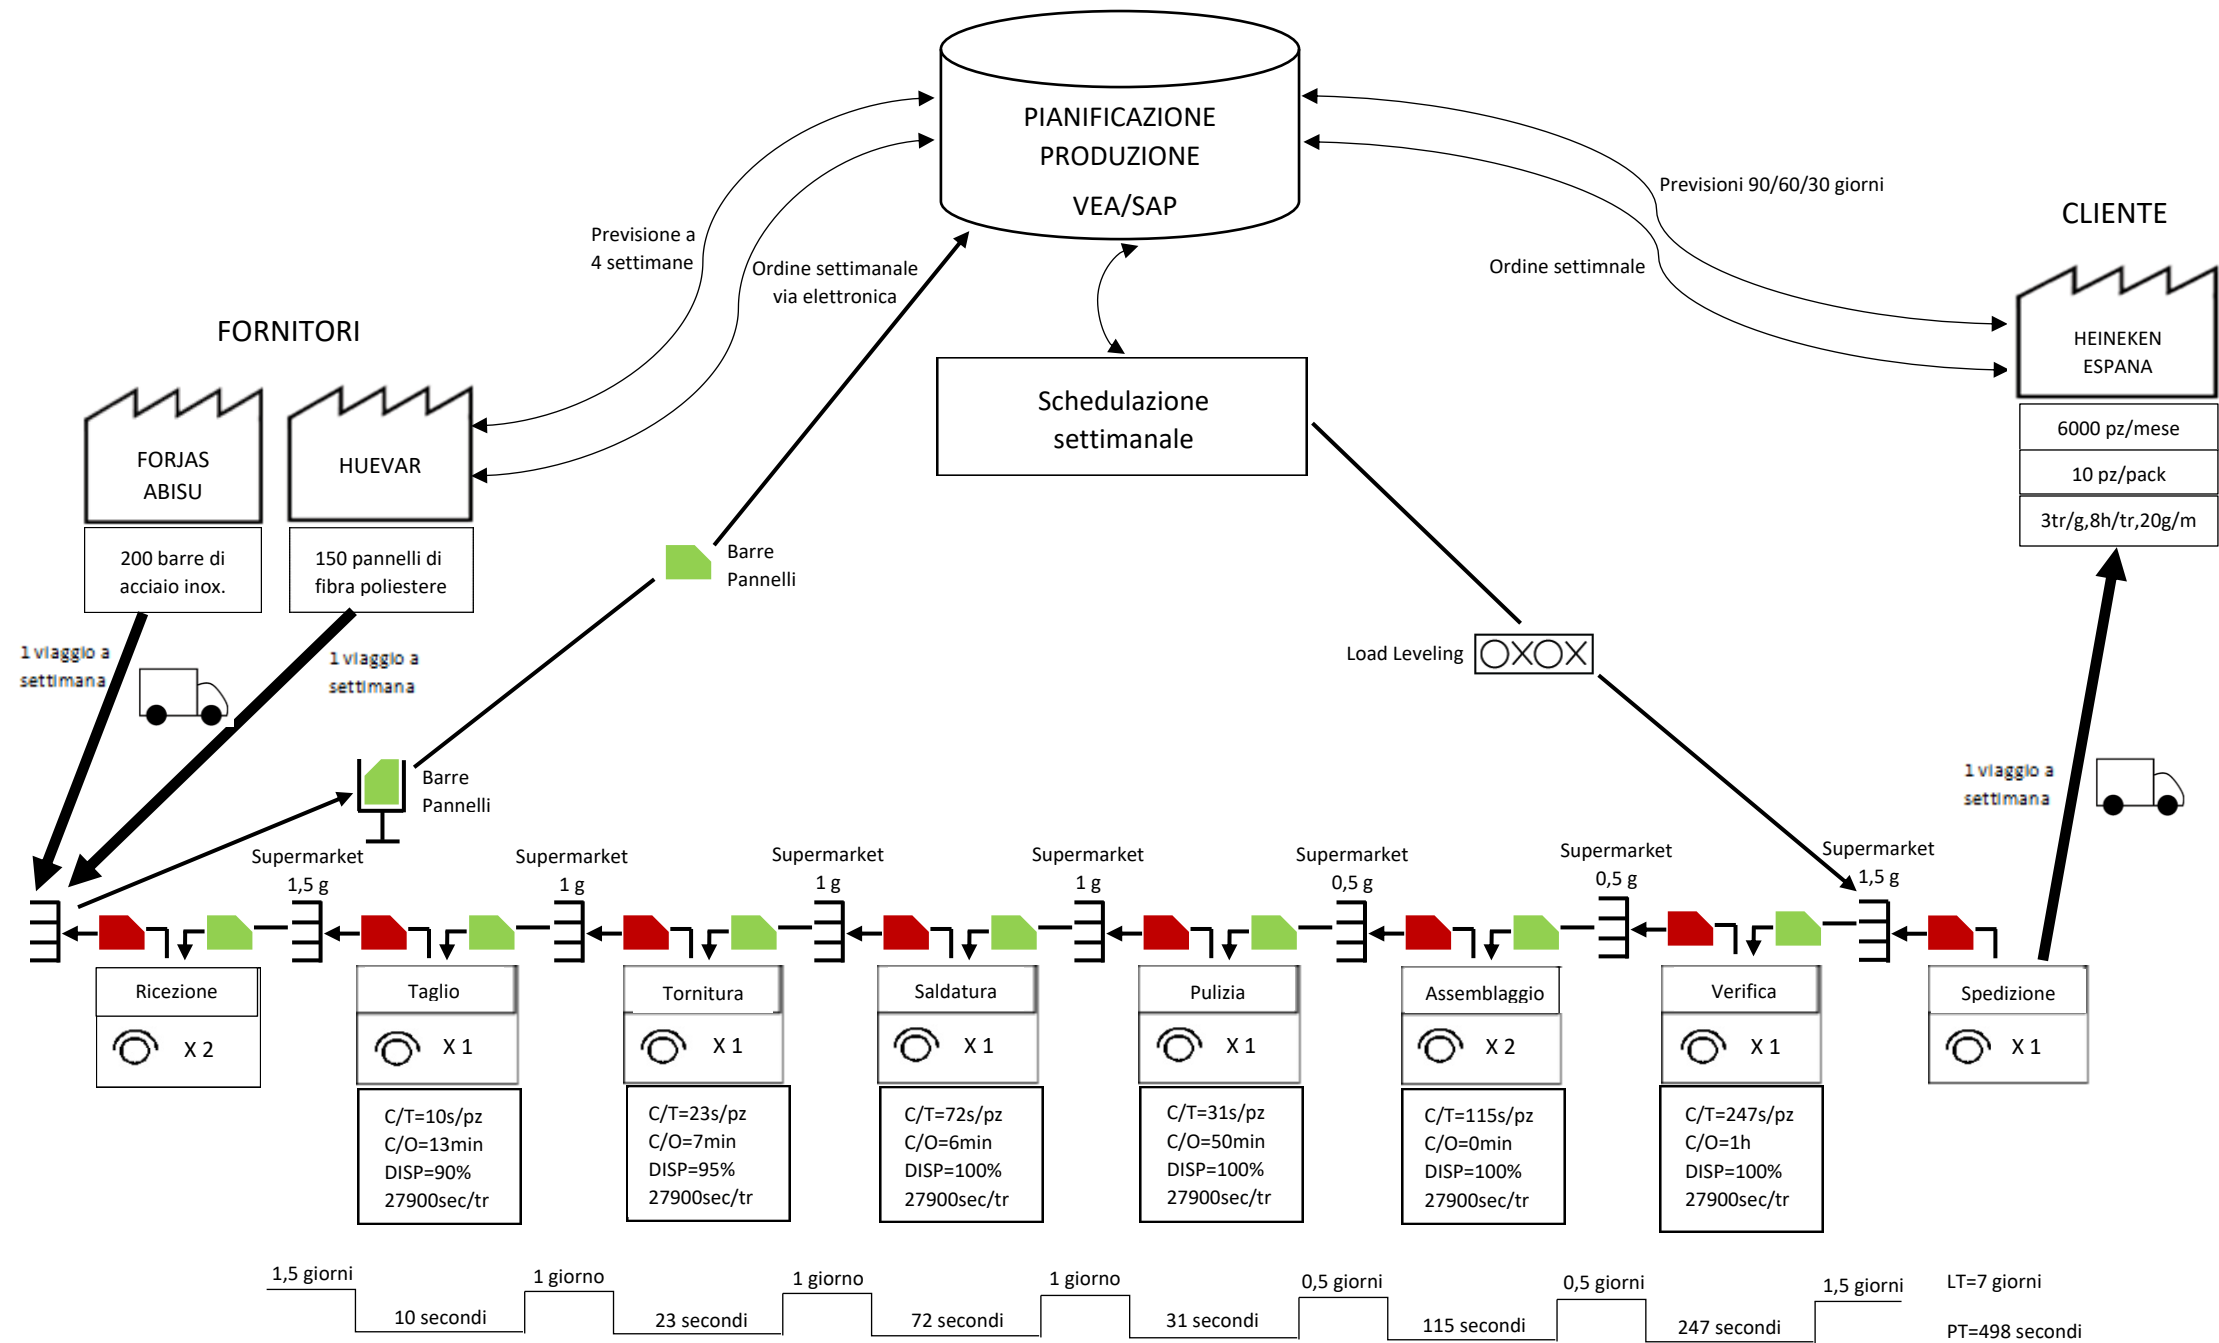 PIANIFICAZIONE
PRODUZIONE
VEA/SAP
Previsioni 90/60/30 giorni
CLIENTE
Previsione a
4 settimane
Ordine settimanale
via elettronica
Ordine settimnale
FORNITORI
HEINEKEN
ESPANA
Schedulazione
settimanale
6000 pz/mese
10 pz/pack
3tr/g,8h/tr,20g/m
FORJAS
ABISU
HUEVAR
200 barre di
acciaio inox.
150 pannelli di
fibra poliestere
Barre
Pannelli
1 viaggio a
settimana
1 viaggio a
settimana
Load Leveling
OXOX
Barre
Pannelli
1 viaggio a
settimana
Supermarket
1,5 g
Supermarket
1 g
Supermarket
1 g
Supermarket
1 g
Supermarket
0,5 g
Supermarket
0,5 g
Supermarket
1,5 g
Ricezione
X 2
Taglio
X 1
C/T=10s/pz
C/O=13min
DISP=90%
27900sec/tr
Tornitura
X 1
C/T=23s/pz
C/O=7min
DISP=95%
27900sec/tr
Saldatura
X 1
C/T=72s/pz
C/O=6min
DISP=100%
27900sec/tr
Pulizia
X 1
C/T=31s/pz
C/O=50min
DISP=100%
27900sec/tr
Assemblaggio
X 2
C/T=115s/pz
C/O=0min
DISP=100%
27900sec/tr
Verifica
X 1
C/T=247s/pz
C/O=1h
DISP=100%
27900sec/tr
Spedizione
X 1
1,5 giorni
10 secondi
1 giorno
23 secondi
1 giorno
72 secondi
1 giorno
31 secondi
0,5 giorni
115 secondi
0,5 giorni
247 secondi
1,5 giorni
LT=7 giorni
PT=498 secondi